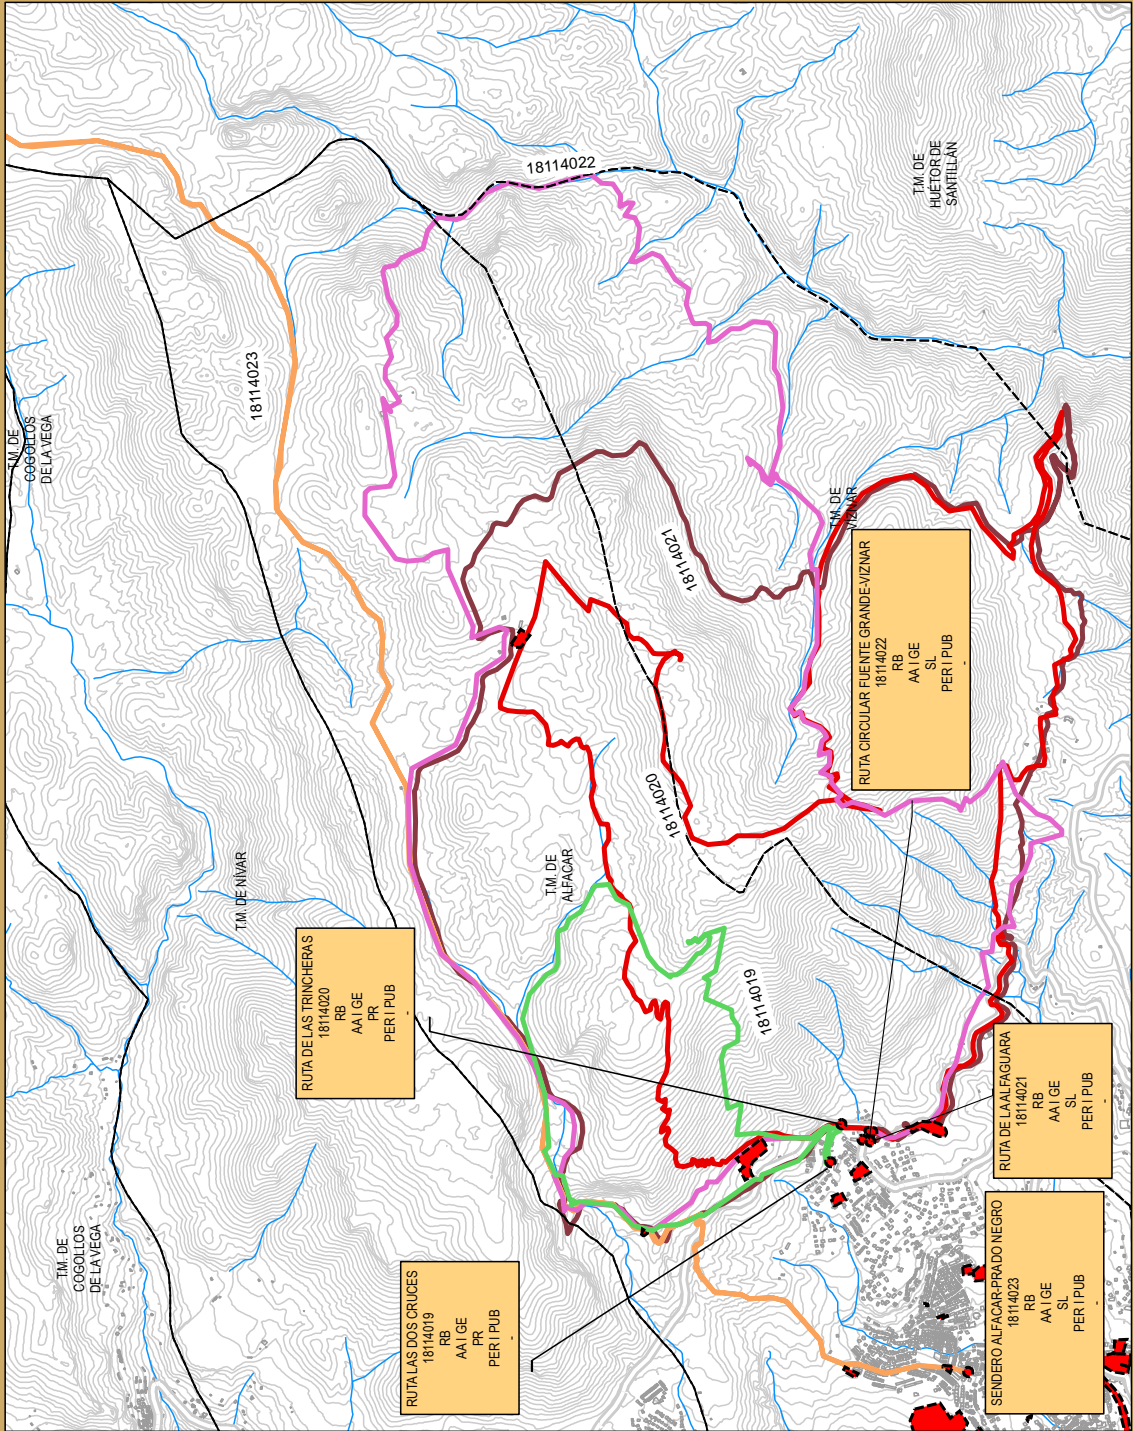 T.M. DE
COGOLLOS
DE LA VEGA
18114023
18114022
T.M. DE
HUÉTOR DE
SANTILLÁN
18114021
T.M. DE
VIZNAR
RUTA CIRCULAR FUENTE GRANDE-VIZNAR
18114022
RB
AA I GE
SL
PER I PUB
-
T.M. DE NÍVAR
T.M. DE
ALFACAR
18114020
RUTA DE LAS TRINCHERAS
18114020
RB
AA I GE
PR
PER I PUB
-
18114019
T.M. DE
COGOLLOS
DE LA VEGA
RUTA LAS DOS CRUCES
18114019
RB
AA I GE
PR
PER I PUB
-
RUTA DE LA ALFAGUARA
18114021
RB
AA I GE
SL
PER I PUB
-
SENDERO ALFACAR-PRADO NEGRO
18114023
RB
AA I GE
SL
PER I PUB
-